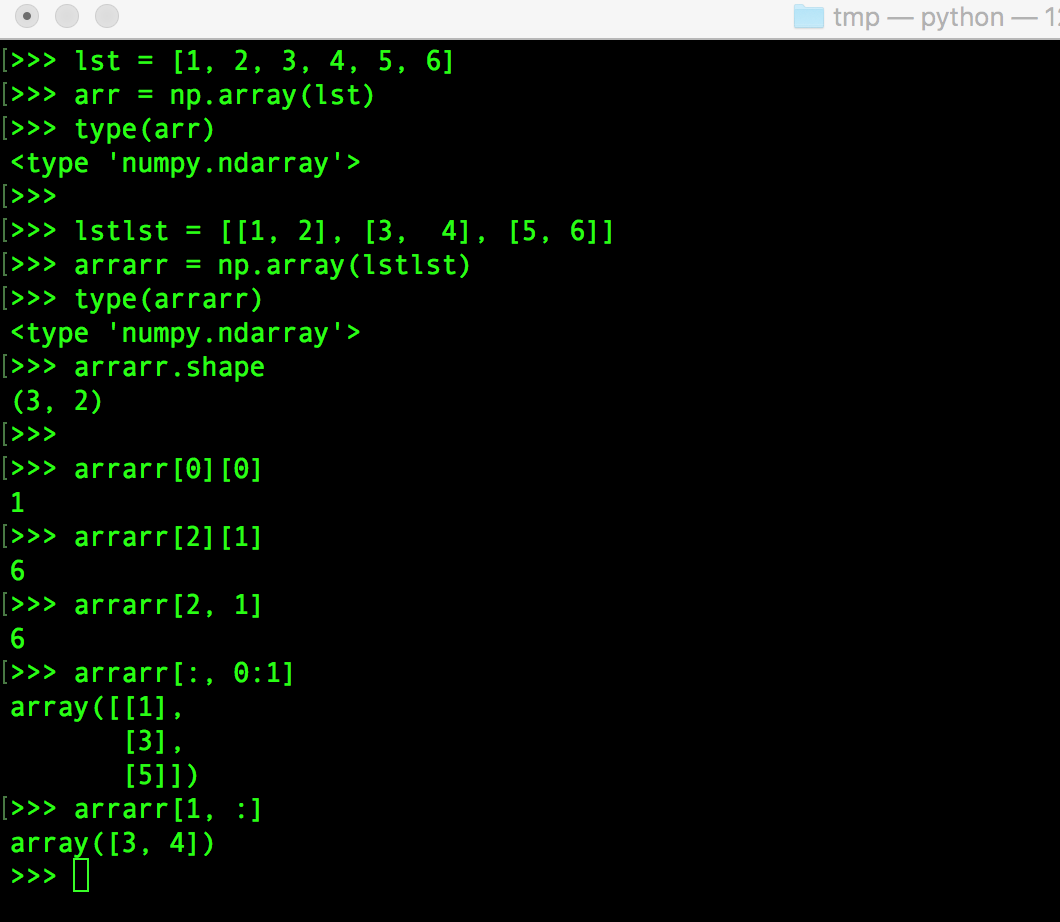 tmp — python —
[>>> lst = [1, 2, 3, 4, 5, 6]
[>>> arr = np.array(lst)
[>>> type(arr)
<type 'numpy.ndarray'>
[>>>
[>>> lstlst = [[1, 2], [3,  4], [5, 6]]
[>>> arrarr = np.array(lstlst)
[>>> type(arrarr)
<type 'numpy.ndarray'>
[>>> arrarr.shape
(3, 2)
[>>>
[>>> arrarr[0][0]
1
[>>> arrarr[2][1]
6
[>>> arrarr[2, 1]
6
[>>> arrarr[:, 0:1]
array([[1],
       [3],
       [5]])
[>>> arrarr[1, :]
array([3, 4])
>>>